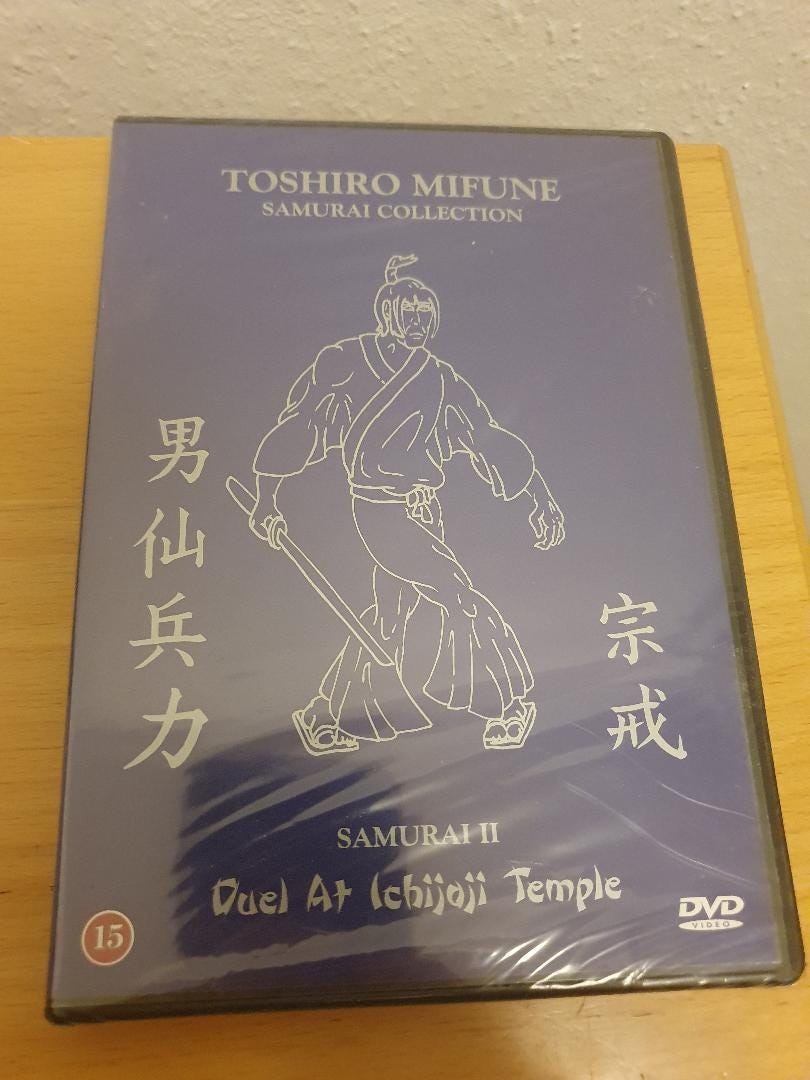 TOSHIRO MIFUNE
SAMURAI COLLECTION
男仙兵力
宗戒
SAMURAI II
Duel At Ichijoji Temple
15
DVD
VIDEO